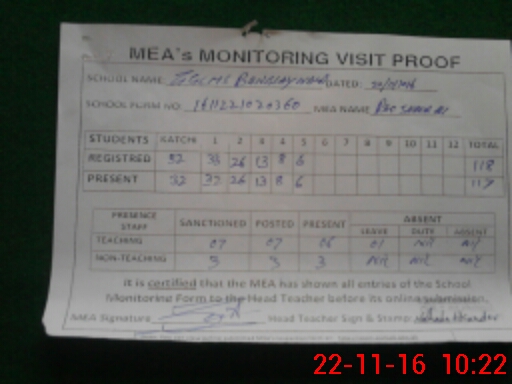 MEA's MONITORING VISIT PROOF
SCHOOL NAME DATED:
SCHOOL FORM NO MEA NAME
STUDENTS KATCHI 1 2 3 4 5 6 7 8 9 10 11 12 TOTAL
REGISTRED 32 33 26 13 8 6 118
PRESENT 32 32 26 13 8 6 117
PRESENCE STAFF SANCTIONED POSTED PRESENT ABSENT
LEAVE DUTY ABSENT
TEACHING 07 07 06 01 Nil Nil
NON-TEACHING 3 3 3 Nil Nil Nil
It is certified that the MEA has shown all entries of the School
Monitoring Form to the Head Teacher before its online submission.
MEA Signature Head Teacher Sign & Stamp
22-11-16 10:22